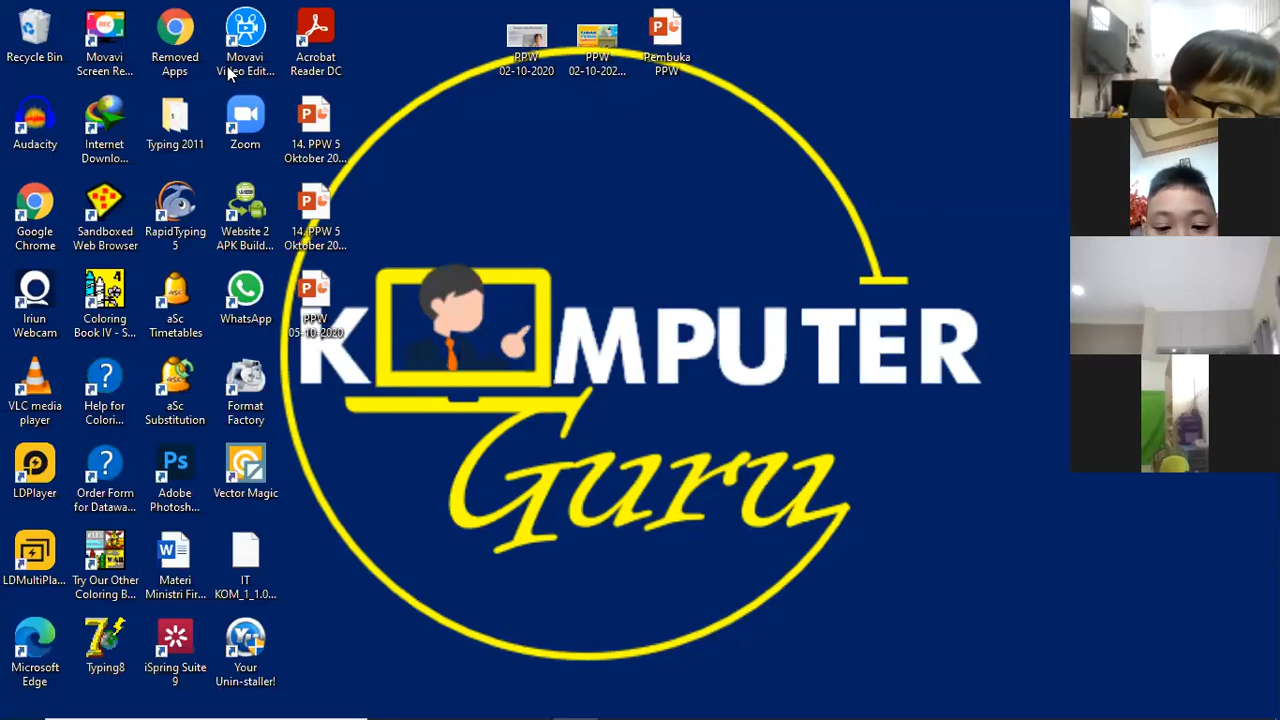 Recycle Bin
Movavi
Screen Re...
Removed
Apps
Movavi
Video Edit...
Acrobat
Reader DC
PPW
02-10-2020
PPW
02-10-202...
Pembuka
PPW
Audacity
Internet
Downlo...
Typing 2011
Zoom
14. PPW 5
Oktober 20...
Google
Chrome
Sandboxed
Web Browser
RapidTyping
5
Website 2
APK Build...
14. PPW 5
Oktober 20...
Iriun
Webcam
Coloring
Book IV - S...
aSc
Timetables
WhatsApp
PPW
05-10-2020
KOMPUTER
Guru
VLC media
player
Help for
Colori...
aSc
Substitution
Format
Factory
LDPlayer
Order Form
for Datawa...
Adobe
Photosh...
Vector Magic
LDMultiPla...
Try Our Other
Coloring B...
Materi
Ministri Fir...
IT
KOM_1_1.0...
Microsoft
Edge
Typing8
iSpring Suite
9
Your
Unin-staller!